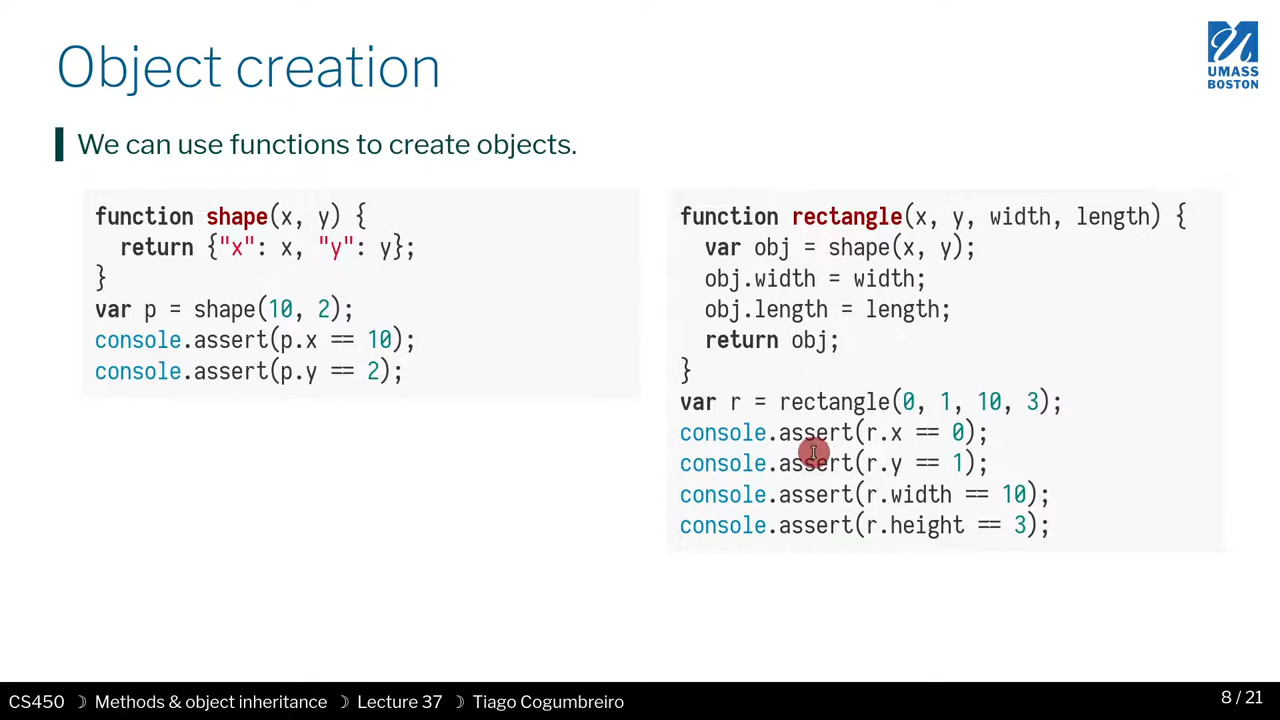 Object creation
UMASS
BOSTON
We can use functions to create objects.
function shape(x, y) {
  return {"x": x, "y": y};
}
var p = shape(10, 2);
console.assert(p.x == 10);
console.assert(p.y == 2);
function rectangle(x, y, width, length) {
  var obj = shape(x, y);
  obj.width = width;
  obj.length = length;
  return obj;
}
var r = rectangle(0, 1, 10, 3);
console.assert(r.x == 0);
console.assert(r.y == 1);
console.assert(r.width == 10);
console.assert(r.height == 3);
CS450 ☽ Methods & object inheritance ☽ Lecture 37 ☽ Tiago Cogumbreiro
8 / 21